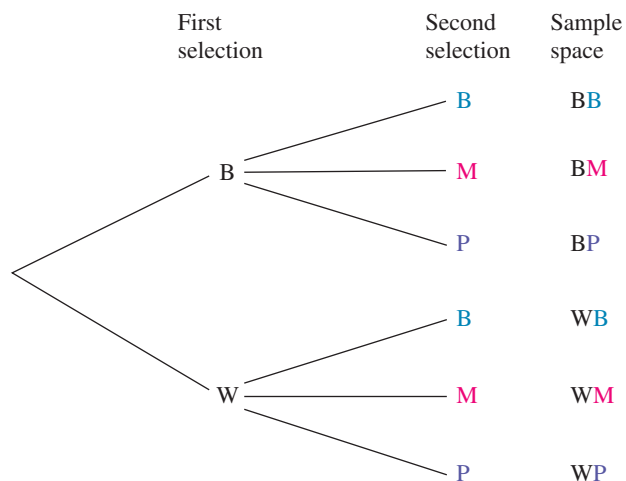 First selection
Second selection
Sample space
B
BB
B
M
BM
P
BP
B
WB
W
M
WM
P
WP